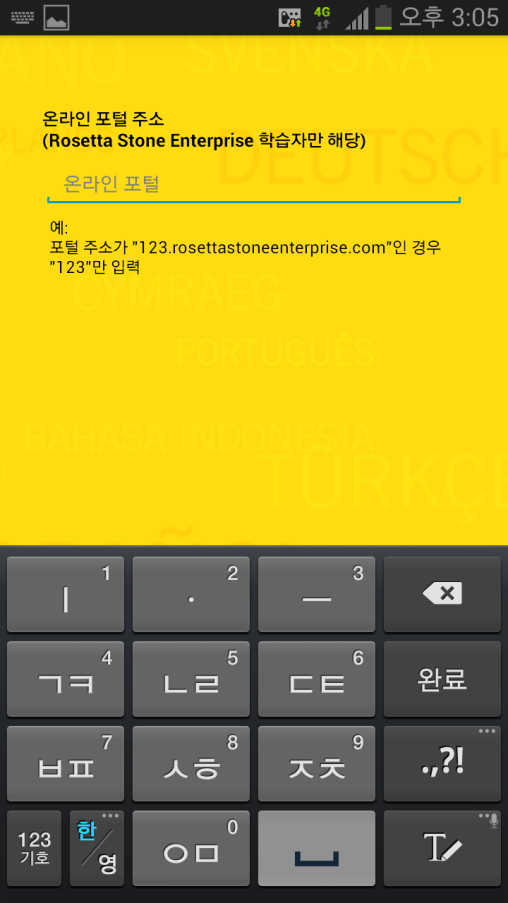 4G 오후 3:05
ANO SVENSKA
온라인 포털 주소
(Rosetta Stone Enterprise 학습자만 해당)
DEUTSCH
온라인 포털
예:
포털 주소가 "123.rosettastoneenterprise.com"인 경우
"123"만 입력
CYMRAEG
PORTUGUÊS
BAHASA INDONESIA
TÜRKÇE
ㅣ 1 · 2 ㅡ 3
ㄱㅋ 4 ㄴㄹ 5 ㄷㅌ 6 완료
ㅂㅍ 7 ㅅㅎ 8 ㅈㅊ 9 .,?!
123 한 ㅇㅁ 0 T
기호 영